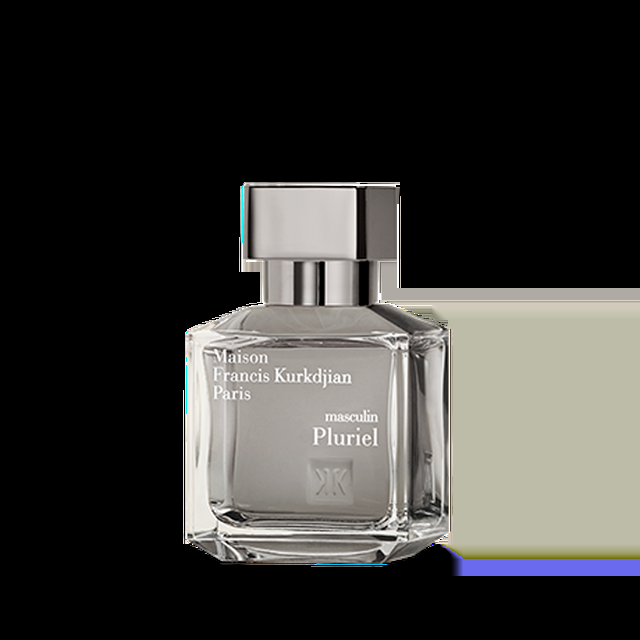 Maison
Francis Kurkdjian
Paris
masculin
Pluriel